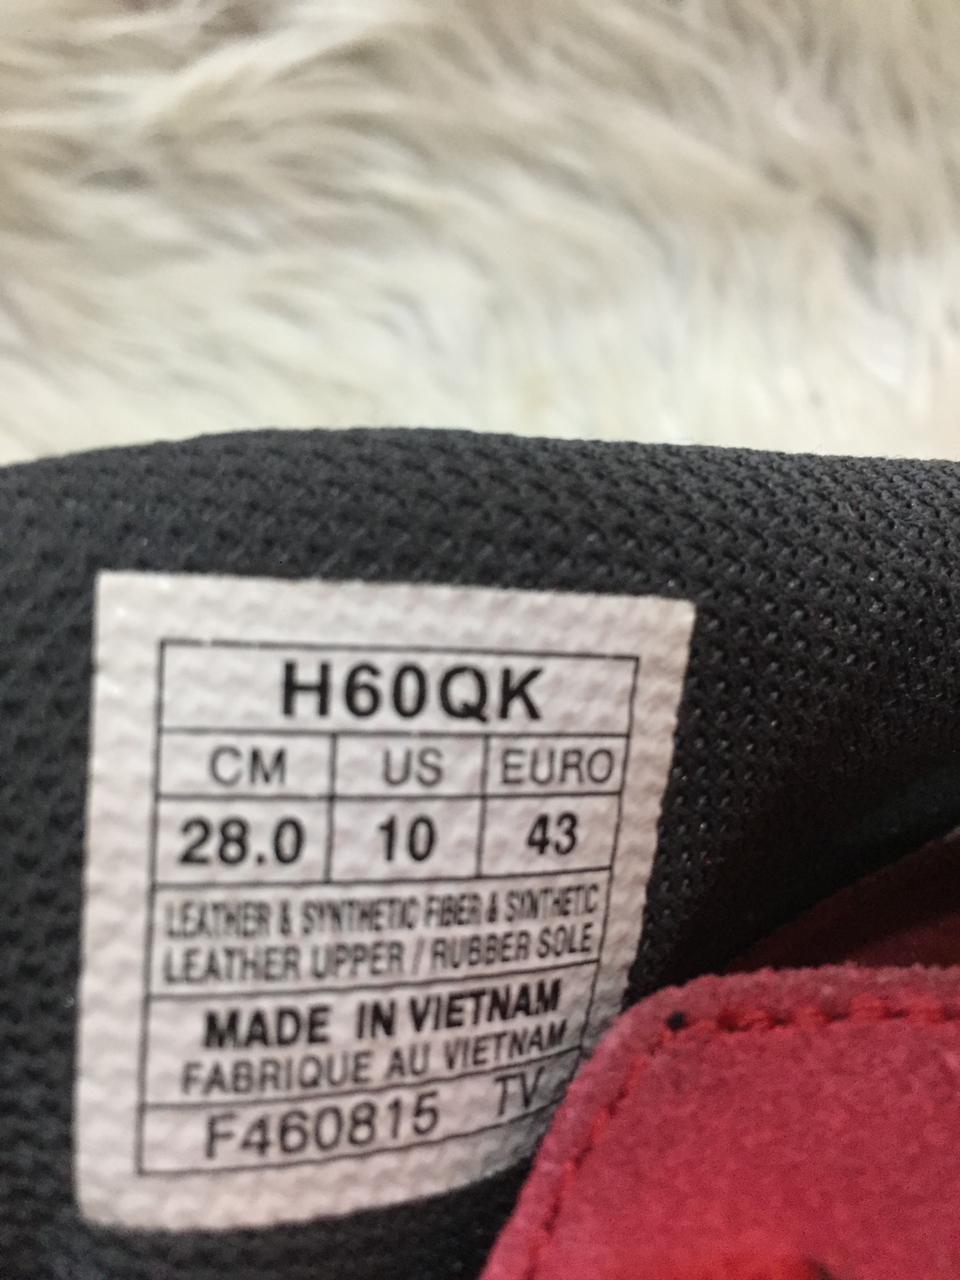 H60QK
CM US EURO
28.0 10 43
LEATHER & SYNTHETIC FIBER & SYNTHETIC
LEATHER UPPER / RUBBER SOLE
MADE IN VIETNAM
FABRIQUE AU VIETNAM
F460815 TV